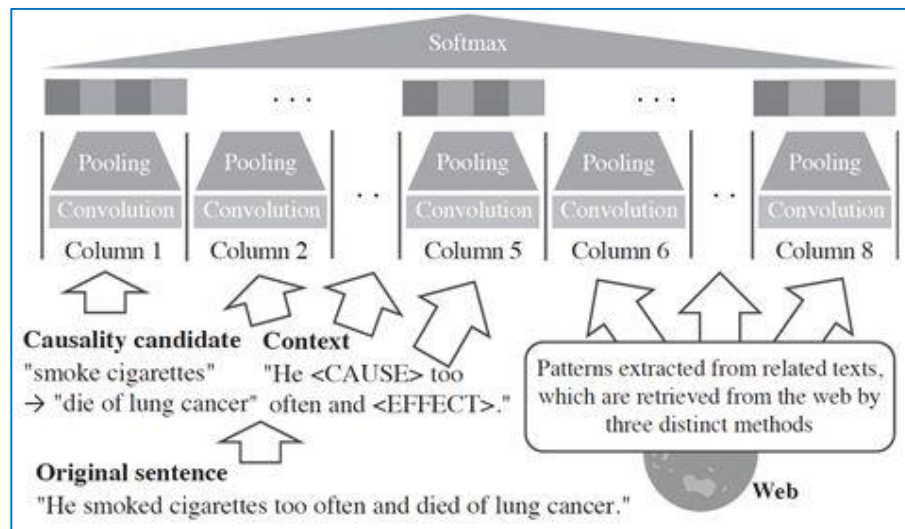 Softmax
. . .
. . .
Pooling
Pooling
Pooling
Pooling
Pooling
Convolution
Convolution
. .
Convolution
Convolution
. .
Convolution
Column 1
Column 2
Column 5
Column 6
Column 8
Causality candidate
"smoke cigarettes"
→ "die of lung cancer"
Context
"He <CAUSE> too
often and <EFFECT>."
Patterns extracted from related texts,
which are retrieved from the web by
three distinct methods
Original sentence
"He smoked cigarettes too often and died of lung cancer."
Web